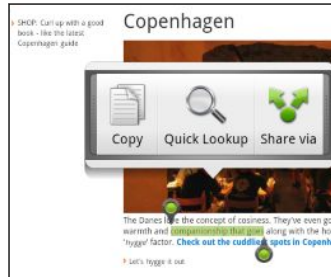 SHOP: Curl up with a good
book - like the latest
Copenhagen guide
Copenhagen
Copy
Quick Lookup
Share via
The Danes love the concept of cosiness. They've even go
warmth and companionship that goes along with the ho
'hygge' factor. Check out the cuddliest spots in Copenh
Let's hygge it out